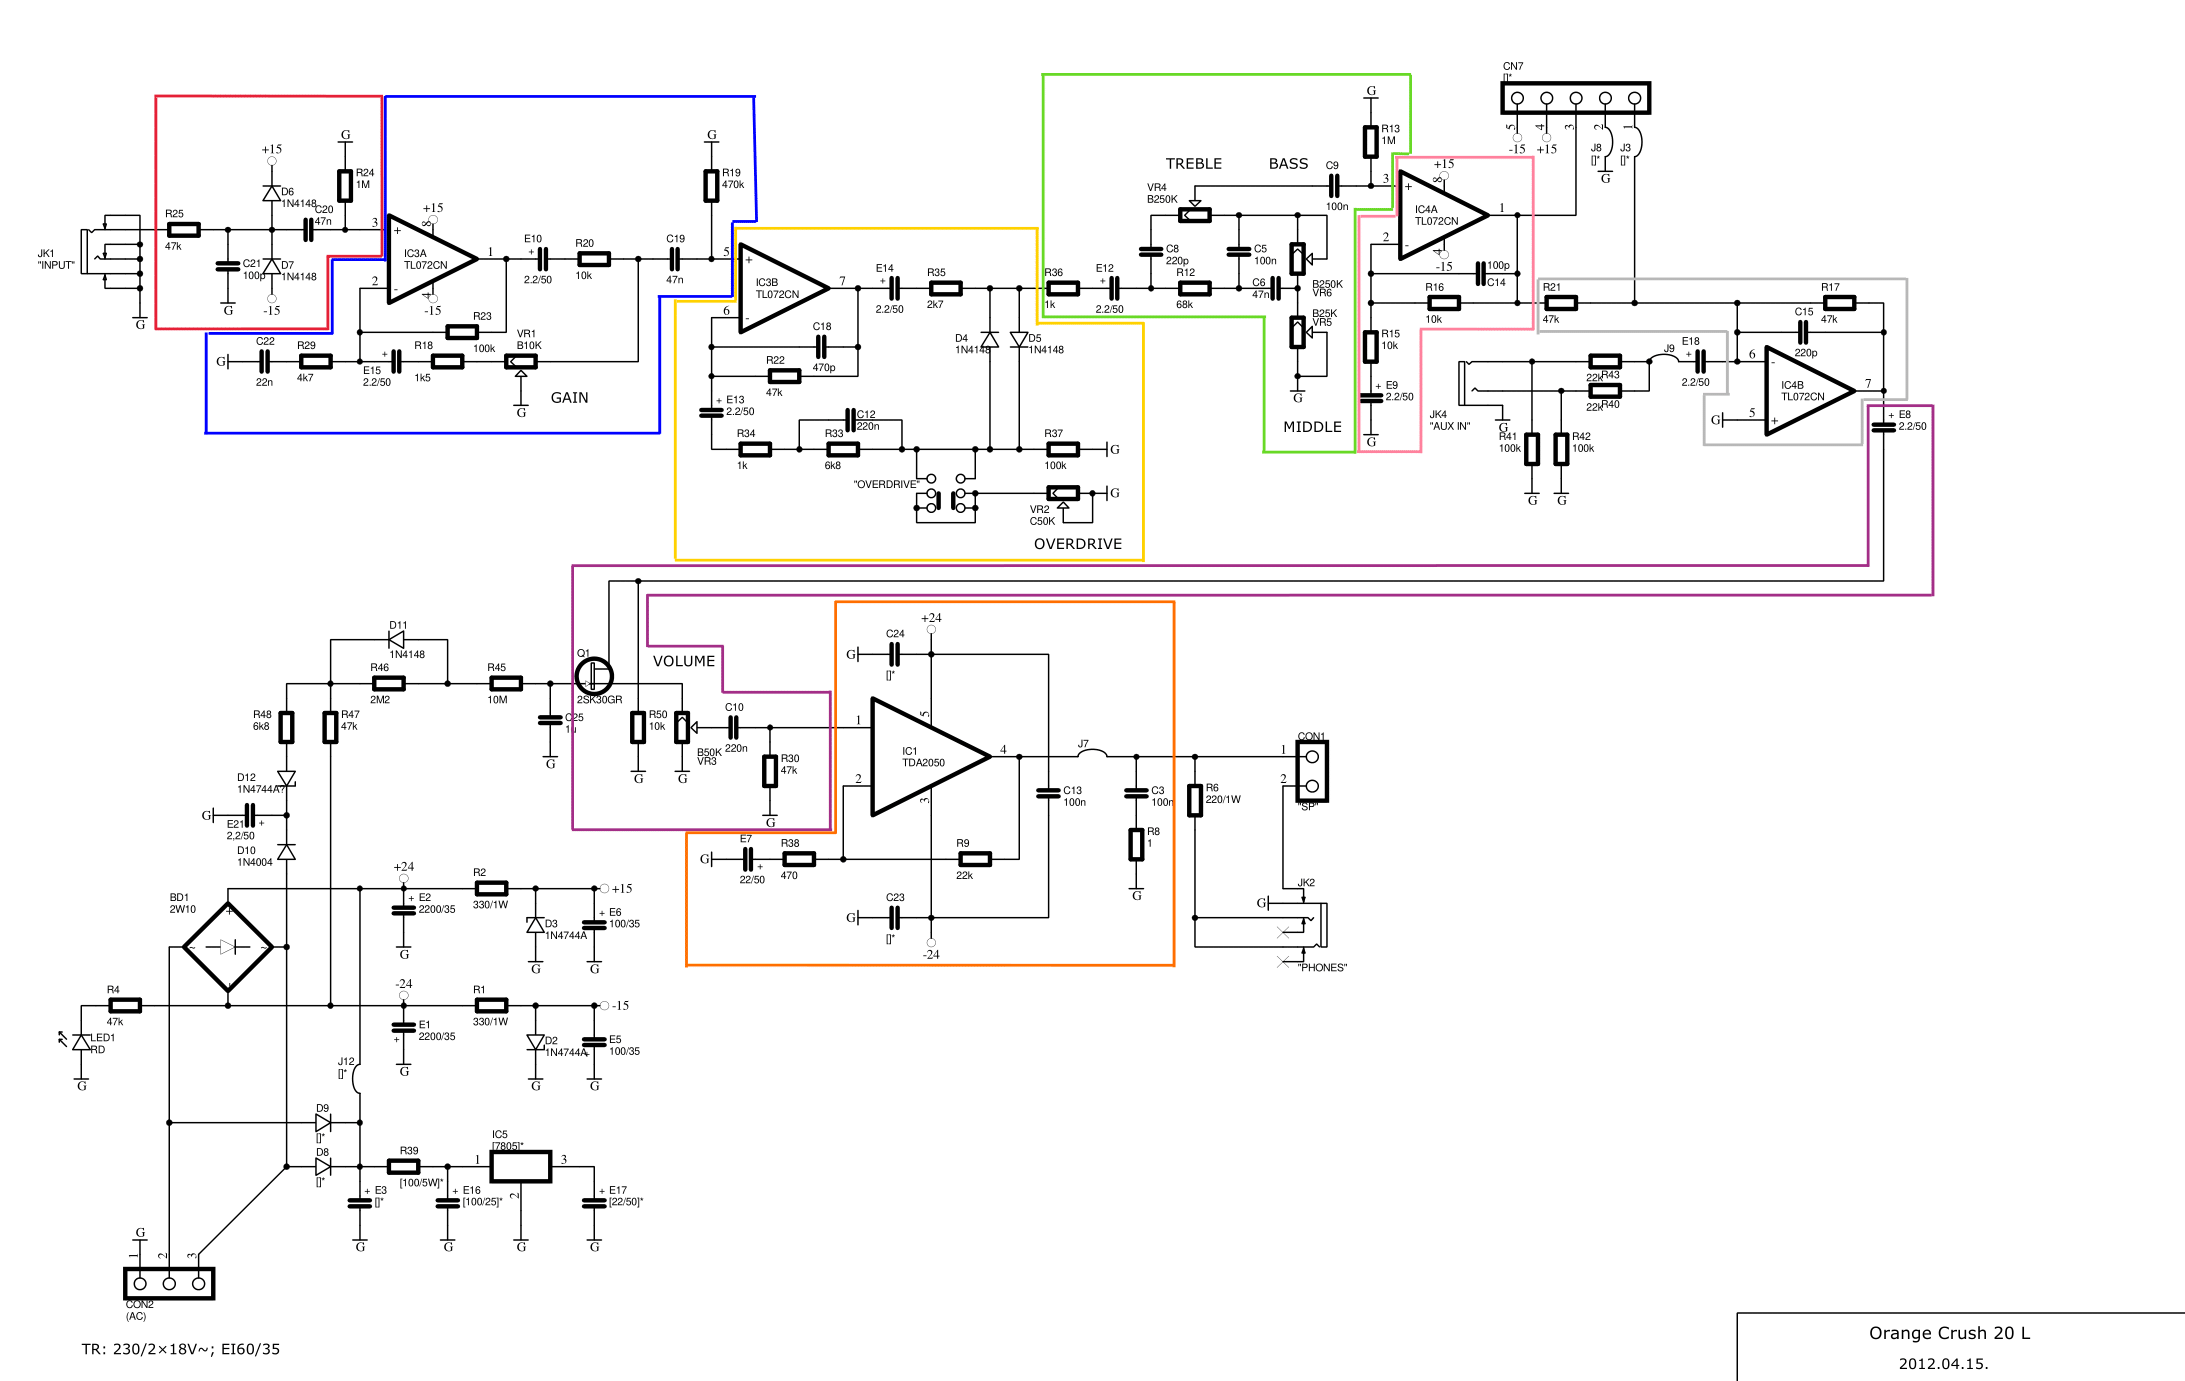 CN7
[]*
5
4
3
2
1
-15
+15
J8
[]*
J3
[]*
G
JK1
"INPUT"
G
R25
47k
C21
100p
G
+15
D6
1N4148
D7
1N4148
-15
C20
47n
G
R24
1M
3
+
2
-
1
8
4
+15
-15
IC3A
TL072CN
E10
+
2.2/50
R20
10k
C19
47n
G
R19
470k
R23
100k
VR1
B10K
G
GAIN
G
C22
22n
R29
4k7
E15
+
2.2/50
R18
1k5
5
+
6
-
7
IC3B
TL072CN
E14
+
2.2/50
R35
2k7
C18
470p
R22
47k
D4
1N4148
D5
1N4148
E13
+
2.2/50
R34
1k
C12
220n
R33
6k8
"OVERDRIVE"
R37
100k
G
VR2
C50K
G
OVERDRIVE
R36
1k
E12
+
2.2/50
TREBLE
BASS
VR4
B250K
C8
220p
R12
68k
C5
100n
C6
47n
B250K
VR6
B25K
VR5
G
MIDDLE
C9
100n
G
R13
1M
3
+
2
-
1
8
4
+15
-15
IC4A
TL072CN
100p
C14
R16
10k
R15
10k
E9
+
2.2/50
G
R21
47k
R17
47k
C15
220p
JK4
"AUX IN"
G
R41
100k
G
R42
100k
G
22k
R43
22k
R40
J9
E18
+
2.2/50
6
-
5
+
7
IC4B
TL072CN
G
E8
+
2.2/50
D11
1N4148
R46
2M2
R45
10M
R48
6k8
R47
47k
C25
1u
G
Q1
2SK30GR
VOLUME
R50
10k
G
B50K
VR3
G
C10
220n
R30
47k
G
+24
C24
[]*
G
1
2
3
4
5
IC1
TDA2050
J7
C13
100n
C3
100n
R8
1
G
G
E7
+
22/50
R38
470
R9
22k
C23
[]*
G
-24
R6
220/1W
CON1
1
2
"SP"
JK2
G
"PHONES"
D12
1N4744A?
G
E21
+
2,2/50
D10
1N4004
BD1
2W10
+
~
~
-
+24
E2
+
2200/35
G
R2
330/1W
D3
1N4744A
G
+15
E6
+
100/35
G
R4
47k
LED1
RD
G
-24
E1
+
2200/35
G
R1
330/1W
D2
1N4744A
G
-15
E5
+
100/35
G
J12
[]*
D9
[]*
D8
[]*
E3
+
[]*
G
R39
[100/5W]*
E16
+
[100/25]*
G
IC5
[7805]*
1
2
3
G
E17
+
[22/50]*
G
G
1
2
3
CON2
(AC)
TR: 230/2×18V~; EI60/35
Orange Crush 20 L
2012.04.15.